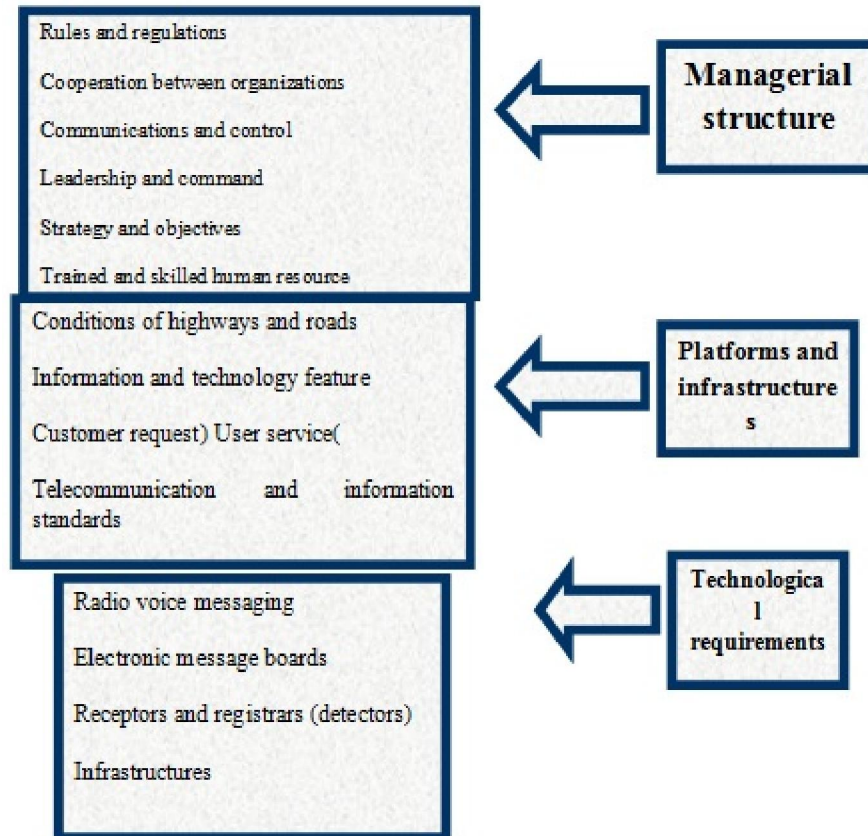 Rules and regulations
Cooperation between organizations
Communications and control
Leadership and command
Strategy and objectives
Trained and skilled human resource
Managerial
structure
Conditions of highways and roads
Information and technology feature
Customer request) User service(
Telecommunication and information
standards
Platforms and
infrastructure
s
Radio voice messaging
Electronic message boards
Receptors and registrars (detectors)
Infrastructures
Technologica
l
requirements